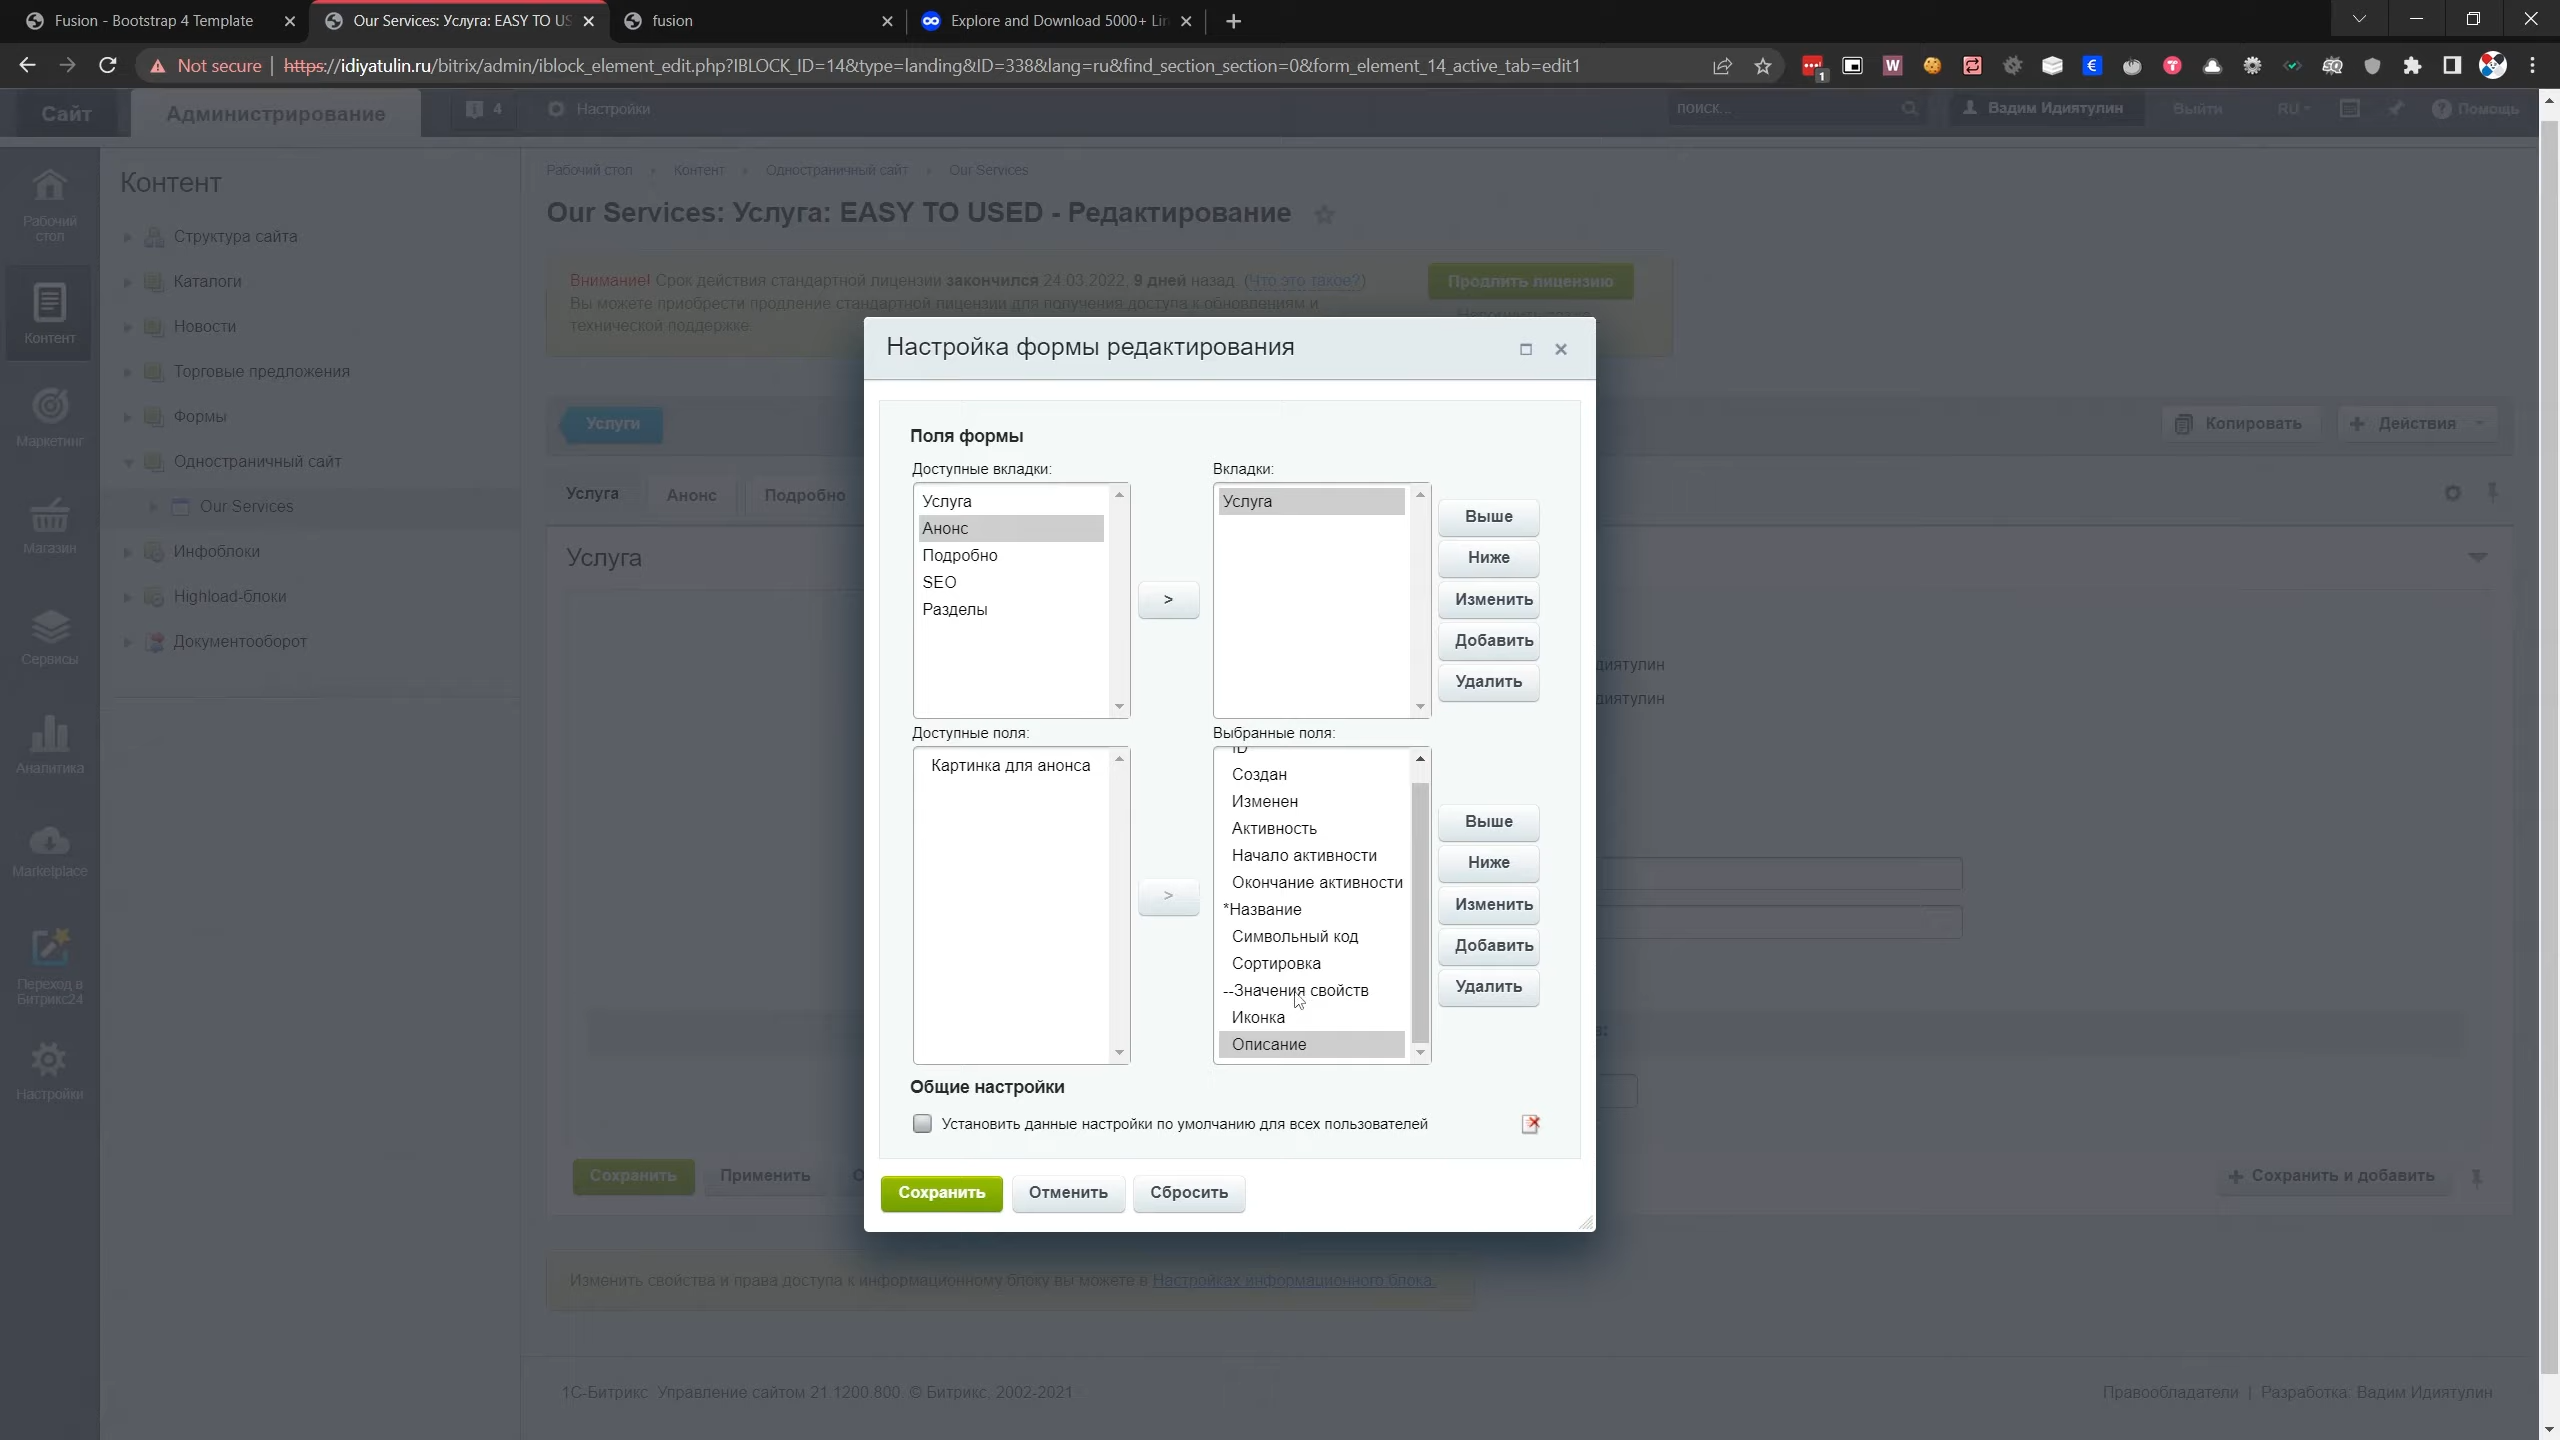 Fusion - Bootstrap 4 Template
Our Services: Услуга: EASY TO US
fusion
Explore and Download 5000+ Lin
Not secure
https://idiyatulin.ru/bitrix/admin/iblock_element_edit.php?IBLOCK_ID=14&type=landing&ID=338&lang=ru&find_section_section=0&form_element_14_active_tab=edit1
1
Сайт
Администрирование
4
Настройки
поиск...
Вадим Идиятулин
Выйти
RU
Помощь
Рабочий стол
Контент
Маркетинг
Магазин
Сервисы
Аналитика
Marketplace
Переход в Битрикс24
Настройки
Контент
Структура сайта
Каталоги
Новости
Торговые предложения
Формы
Одностраничный сайт
Our Services
Инфоблоки
Highload-блоки
Документооборот
Рабочий стол
Контент
Одностраничный сайт
Our Services
Our Services: Услуга: EASY TO USED - Редактирование
Внимание! Срок действия стандартной лицензии закончился 24.03.2022, 9 дней назад. (Что это такое?)
Вы можете приобрести продление стандартной лицензии для получения доступа к обновлениям и
технической поддержке.
Продлить лицензию
Услуги
Копировать
Действия
Услуга
Анонс
Подробно
Услуга
диятулин
диятулин
Настройка формы редактирования
Поля формы
Доступные вкладки:
Услуга
Анонс
Подробно
SEO
Разделы
>
Вкладки:
Услуга
Выше
Ниже
Изменить
Добавить
Удалить
Доступные поля:
Картинка для анонса
>
Выбранные поля:
ID
Создан
Изменен
Активность
Начало активности
Окончание активности
*Название
Символьный код
Сортировка
--Значения свойств
Иконка
Описание
Выше
Ниже
Изменить
Добавить
Удалить
Общие настройки
Установить данные настройки по умолчанию для всех пользователей
Сохранить
Отменить
Сбросить
Сохранить
Применить
О
Сохранить и добавить
Изменить свойства и права доступа к информационному блоку вы можете в Настройках информационного блока.
1С-Битрикс: Управление сайтом 21.1200.800. © Битрикс, 2002-2021
Правообладатели | Разработка: Вадим Идиятулин